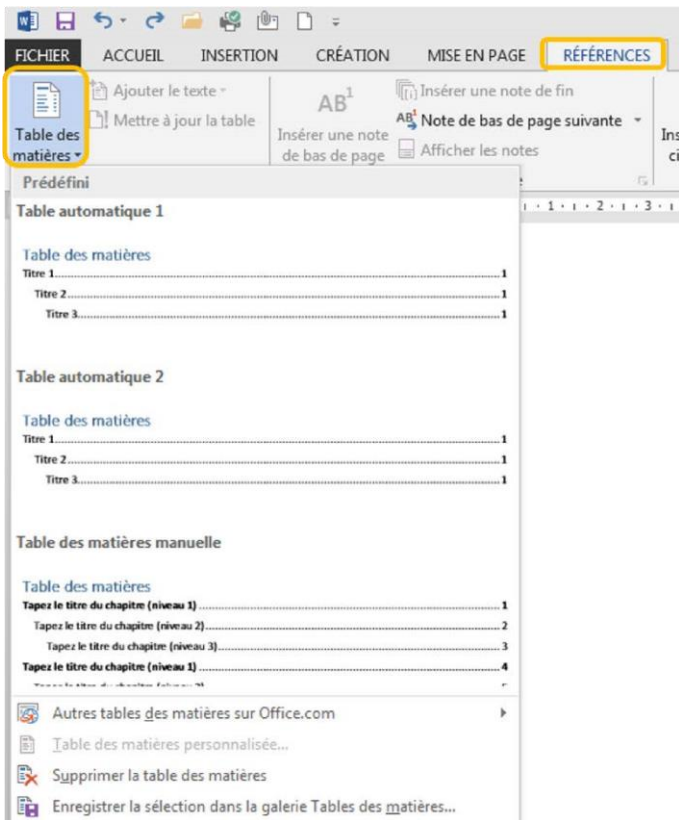 FICHIER ACCUEIL INSERTION CRÉATION MISE EN PAGE RÉFÉRENCES
Table des matières
Ajouter le texte
Mettre à jour la table
AB1
Insérer une note
de bas de page
Insérer une note de fin
AB1 Note de bas de page suivante
Afficher les notes
1 2 3
Prédéfini
Table automatique 1
Table des matières
Titre 1 1
Titre 2 1
Titre 3 1
Table automatique 2
Table des matières
Titre 1 1
Titre 2 1
Titre 3 1
Table des matières manuelle
Table des matières
Tapez le titre du chapitre (niveau 1) 1
Tapez le titre du chapitre (niveau 2) 2
Tapez le titre du chapitre (niveau 3) 3
Tapez le titre du chapitre (niveau 1) 4
Autres tables des matières sur Office.com
Table des matières personnalisée...
Supprimer la table des matières
Enregistrer la sélection dans la galerie Tables des matières...